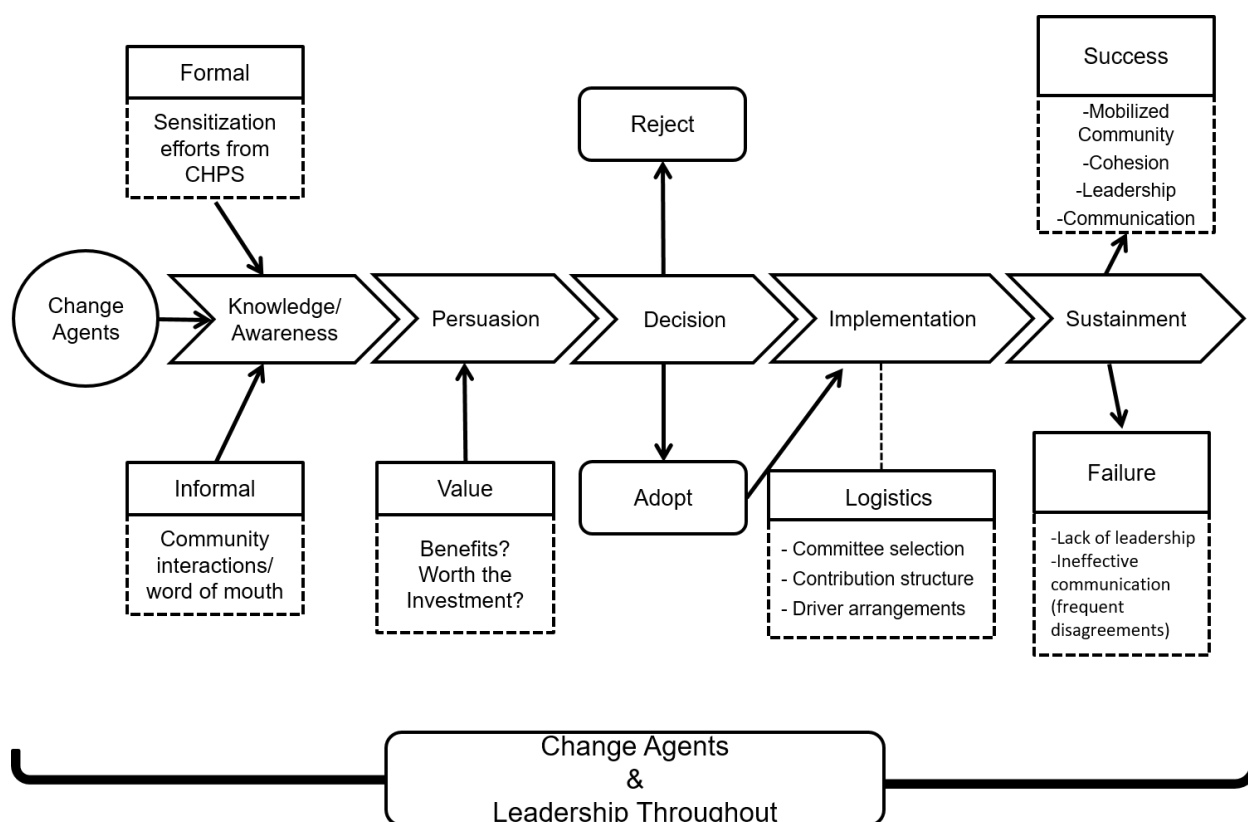 Formal
Sensitization
efforts from
CHPS
Success
-Mobilized
Community
-Cohesion
-Leadership
-Communication
Reject
Change
Agents
Knowledge/
Awareness
Persuasion
Decision
Implementation
Sustainment
Informal
Community
interactions/
word of mouth
Value
Benefits?
Worth the
Investment?
Adopt
Logistics
- Committee selection
- Contribution structure
- Driver arrangements
Failure
-Lack of leadership
-Ineffective
communication
(frequent
disagreements)
Change Agents
&
Leadership Throughout